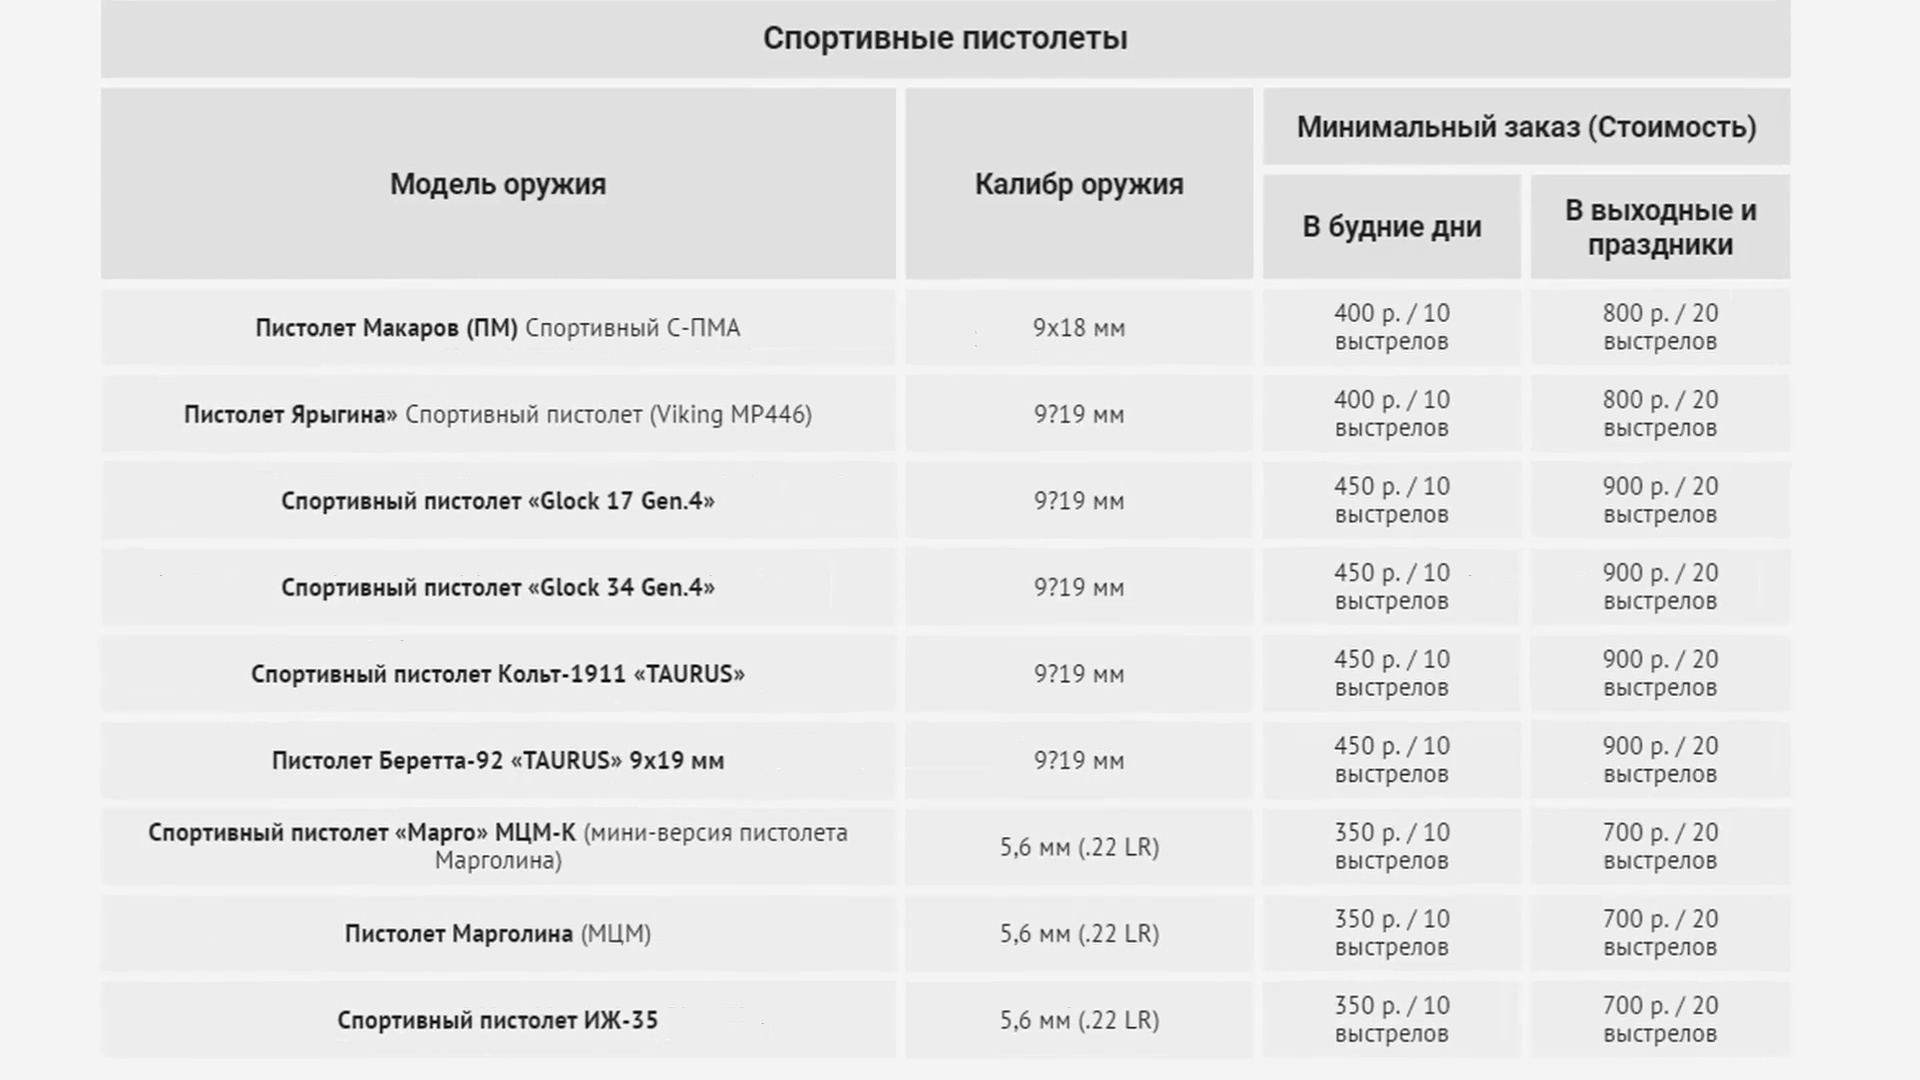 Спортивные пистолеты
Модель оружия
Калибр оружия
Минимальный заказ (Стоимость)
В будние дни
В выходные и
праздники
Пистолет Макаров (ПМ) Спортивный С-ПМА
9х18 мм
400 р. / 10
выстрелов
800 р. / 20
выстрелов
Пистолет Ярыгина» Спортивный пистолет (Viking MP446)
9?19 мм
400 р. / 10
выстрелов
800 р. / 20
выстрелов
Спортивный пистолет «Glock 17 Gen.4»
9?19 мм
450 р. / 10
выстрелов
900 р. / 20
выстрелов
Спортивный пистолет «Glock 34 Gen.4»
9?19 мм
450 р. / 10
выстрелов
900 р. / 20
выстрелов
Спортивный пистолет Кольт-1911 «TAURUS»
9?19 мм
450 р. / 10
выстрелов
900 р. / 20
выстрелов
Пистолет Беретта-92 «TAURUS» 9х19 мм
9?19 мм
450 р. / 10
выстрелов
900 р. / 20
выстрелов
Спортивный пистолет «Марго» МЦМ-К (мини-версия пистолета
Марголина)
5,6 мм (.22 LR)
350 р. / 10
выстрелов
700 р. / 20
выстрелов
Пистолет Марголина (МЦМ)
5,6 мм (.22 LR)
350 р. / 10
выстрелов
700 р. / 20
выстрелов
Спортивный пистолет ИЖ-35
5,6 мм (.22 LR)
350 р. / 10
выстрелов
700 р. / 20
выстрелов